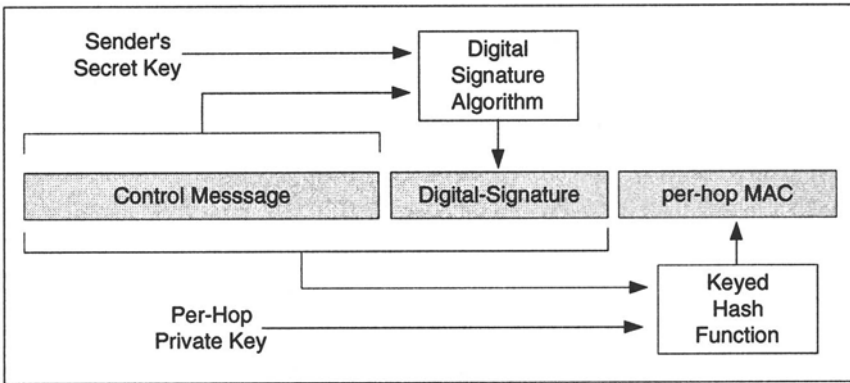 Sender's
Secret Key
Digital
Signature
Algorithm
Control Messsage
Digital-Signature
per-hop MAC
Per-Hop
Private Key
Keyed
Hash
Function